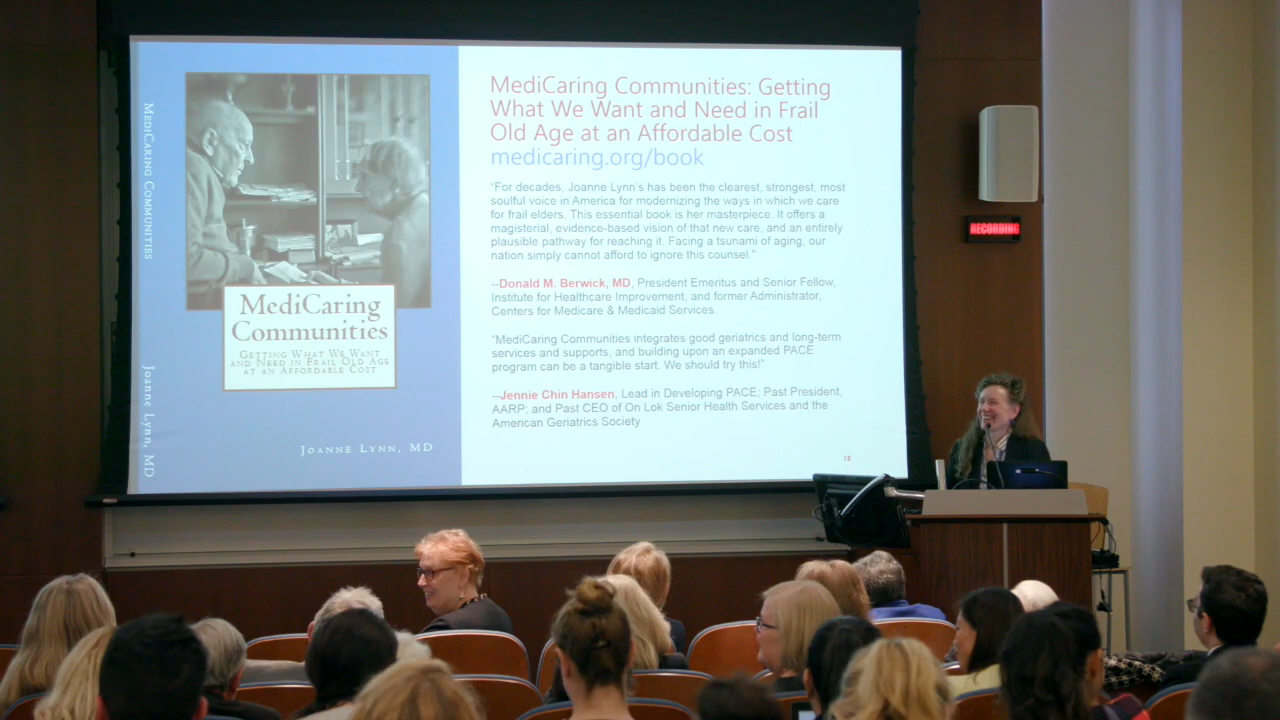 MEDICARING COMMUNITIES
JOANNE LYNN, MD
MediCaring
Communities
GETTING WHAT WE WANT
AND NEED IN FRAIL OLD AGE
AT AN AFFORDABLE COST
JOANNE LYNN, MD
MediCaring Communities: Getting
What We Want and Need in Frail
Old Age at an Affordable Cost
medicaring.org/book
“For decades, Joanne Lynn's has been the clearest, strongest, most
soulful voice in America for modernizing the ways in which we care
for frail elders. This essential book is her masterpiece. It offers a
magisterial, evidence-based vision of that new care, and an entirely
plausible pathway for reaching it. Facing a tsunami of aging, our
nation simply cannot afford to ignore this counsel.”
--Donald M. Berwick, MD, President Emeritus and Senior Fellow,
Institute for Healthcare Improvement, and former Administrator,
Centers for Medicare & Medicaid Services.
“MediCaring Communities integrates good geriatrics and long-term
services and supports, and building upon an expanded PACE
program can be a tangible start. We should try this!”
--Jennie Chin Hansen, Lead in Developing PACE; Past President,
AARP; and Past CEO of On Lok Senior Health Services and the
American Geriatrics Society
18
RECORDING